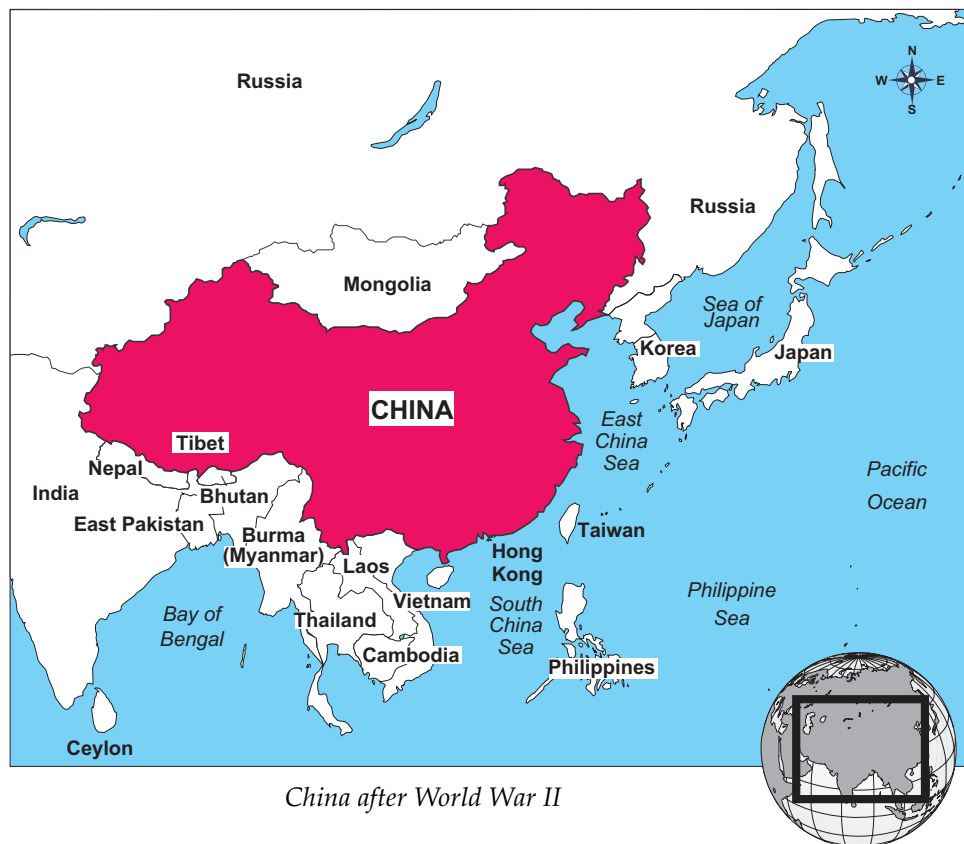 N
W E
S
Russia
Russia
Mongolia
Sea of
Japan
Korea
Japan
CHINA
East
China
Sea
Tibet
Nepal
India
Bhutan
Pacific
Ocean
East Pakistan
Burma
(Myanmar)
Taiwan
Hong
Kong
Laos
Vietnam
Thailand
Bay of
Bengal
South
China
Sea
Philippine
Sea
Cambodia
Philippines
Ceylon
China after World War II